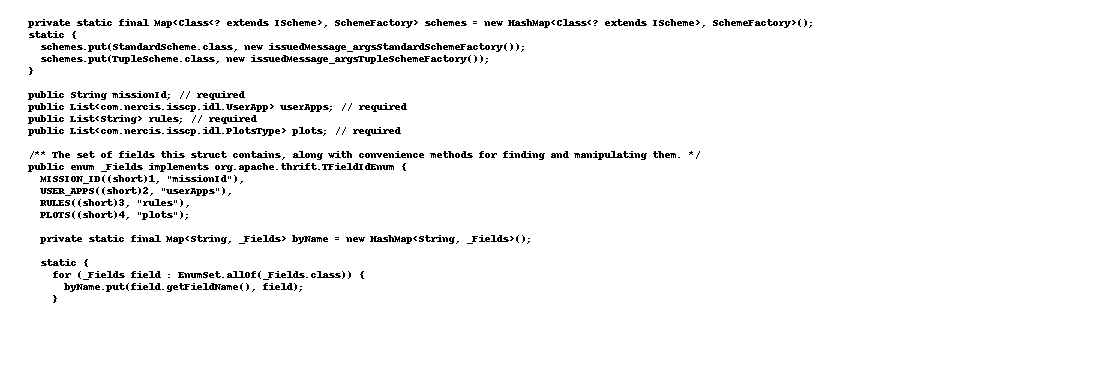 private static final Map<Class<? extends IScheme>, SchemeFactory> schemes = new HashMap<Class<? extends IScheme>, SchemeFactory>();
static {
schemes.put(StandardScheme.class, new issuedMessage_argsStandardSchemeFactory());
schemes.put(TupleScheme.class, new issuedMessage_argsTupleSchemeFactory());
}
public String missionId; // required
public List<com.nercis.isscp.idl.UserApp> userApps; // required
public List<String> rules; // required
public List<com.nercis.isscp.idl.PlotsType> plots; // required
/** The set of fields this struct contains, along with convenience methods for finding and manipulating them. */
public enum _Fields implements org.apache.thrift.TFieldIdEnum {
MISSION_ID((short)1, "missionId"),
USER_APPS((short)2, "userApps"),
RULES((short)3, "rules"),
PLOTS((short)4, "plots");
private static final Map<String, _Fields> byName = new HashMap<String, _Fields>();
static {
for (_Fields field : EnumSet.allOf(_Fields.class)) {
byName.put(field.getFieldName(), field);
}